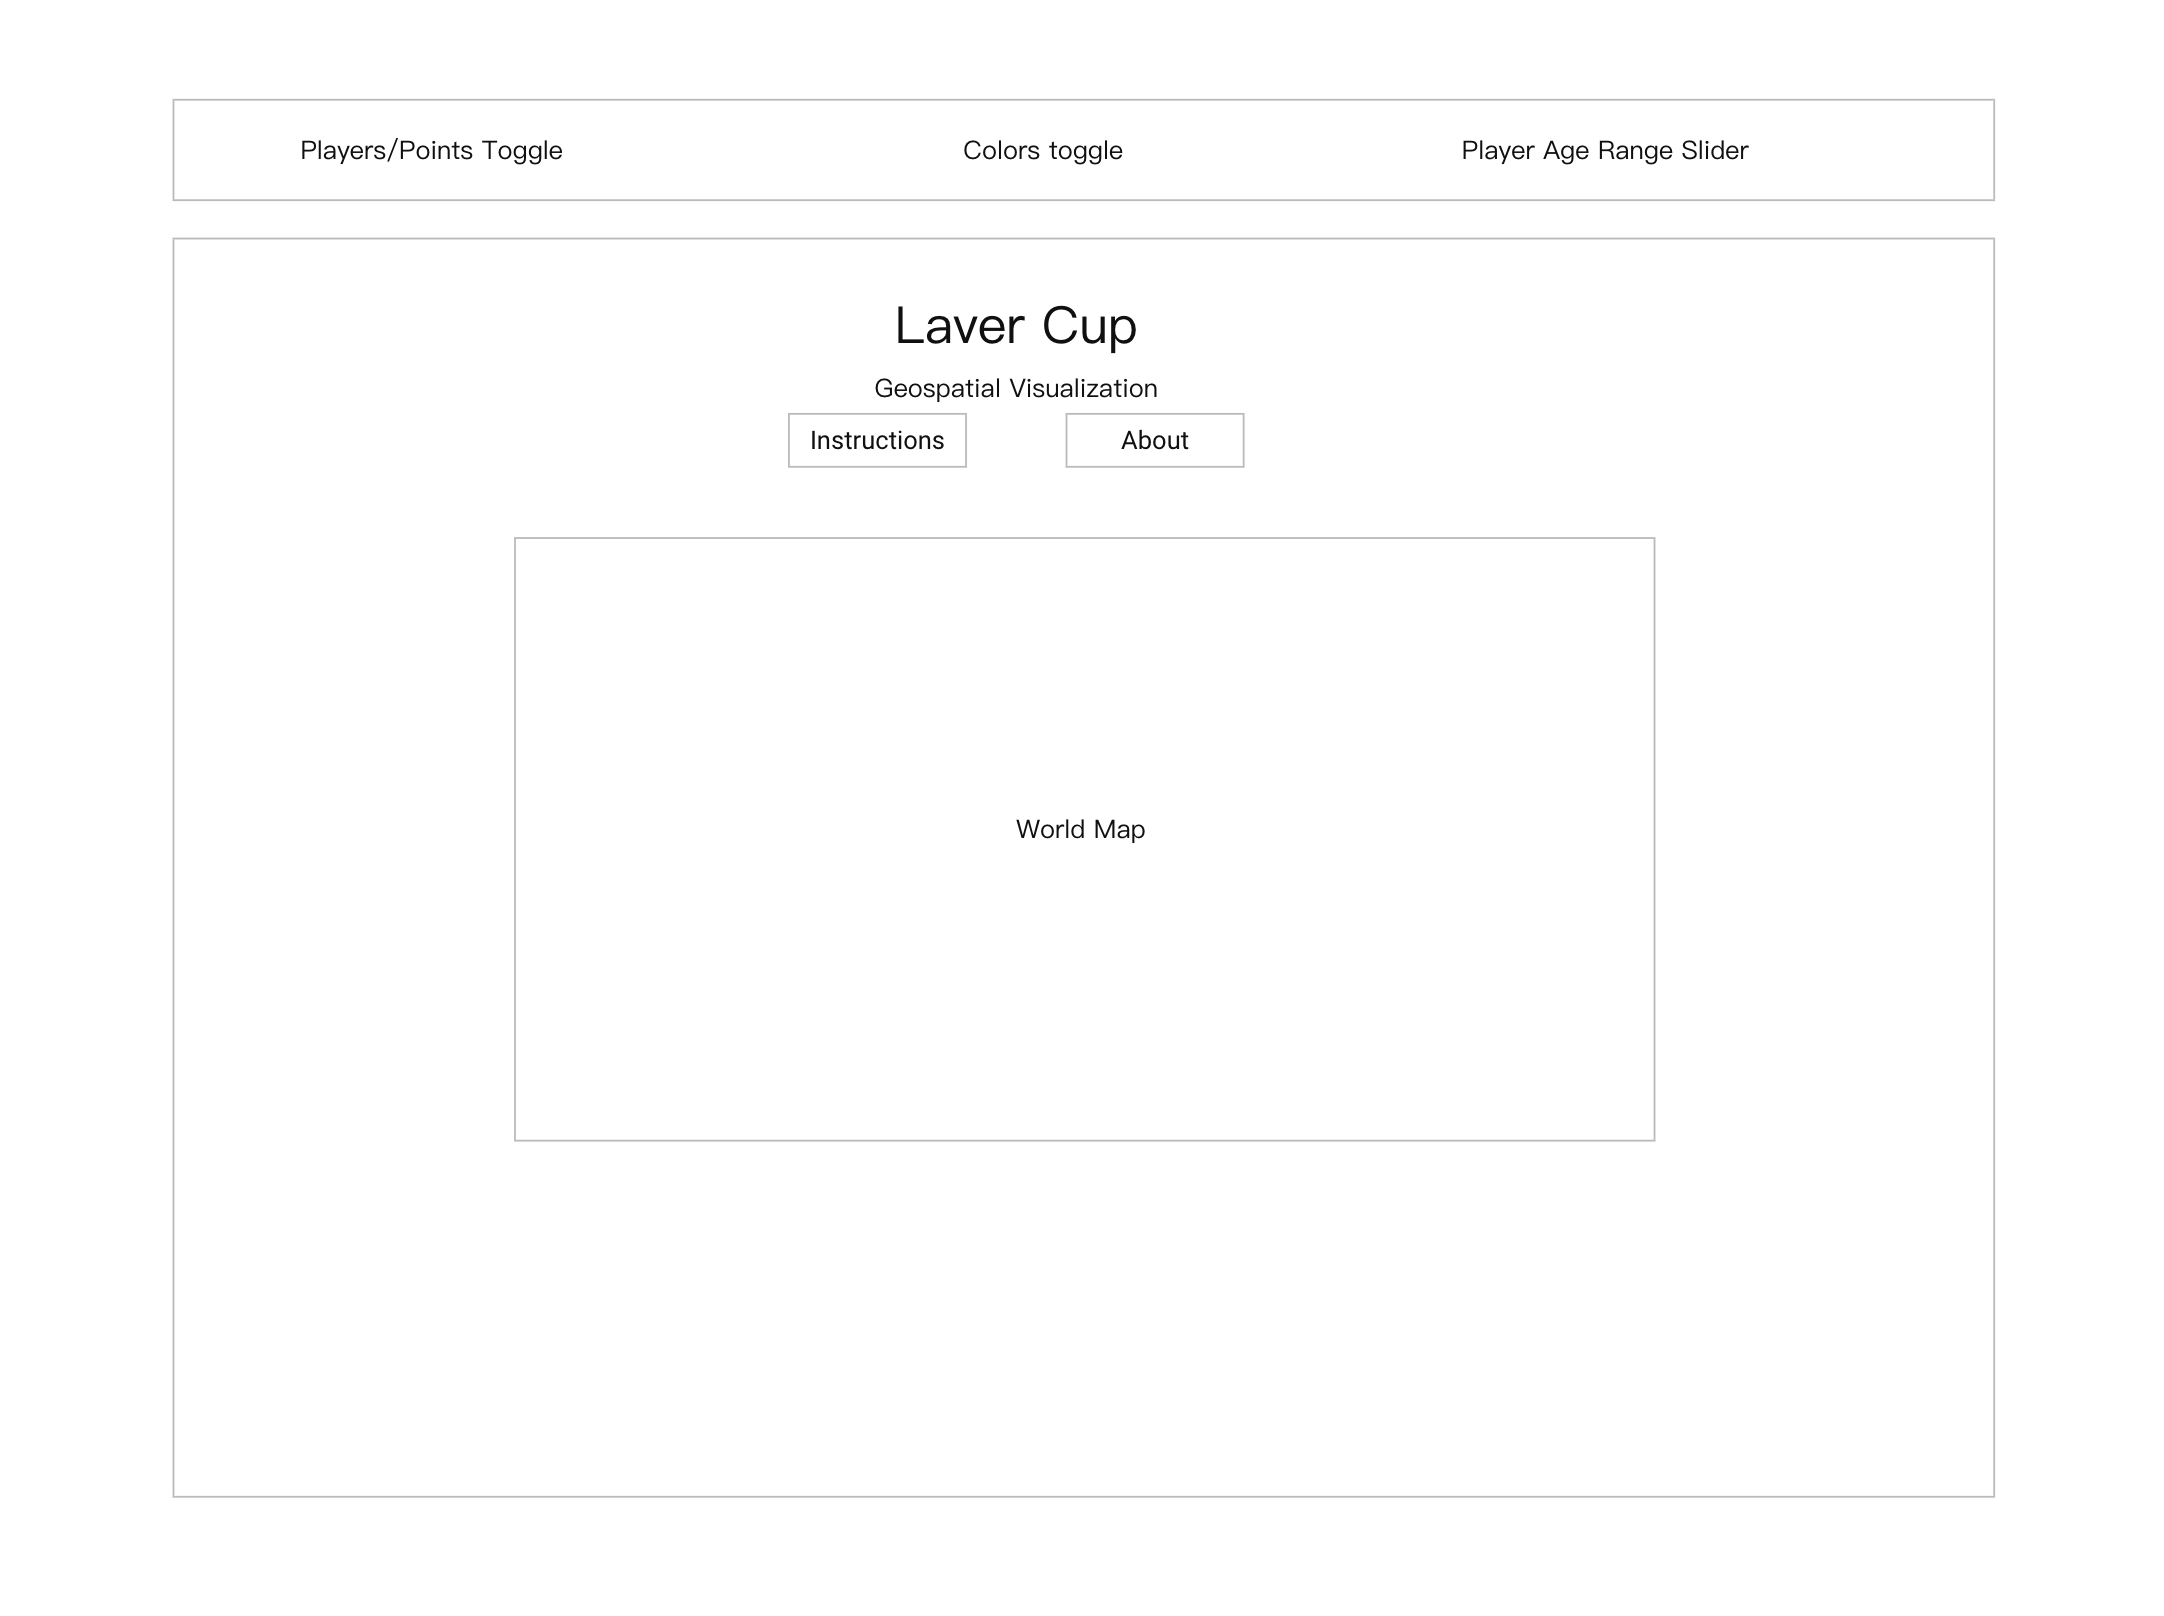 Players/Points Toggle
Colors toggle
Player Age Range Slider
Laver Cup
Geospatial Visualization
Instructions
About
World Map